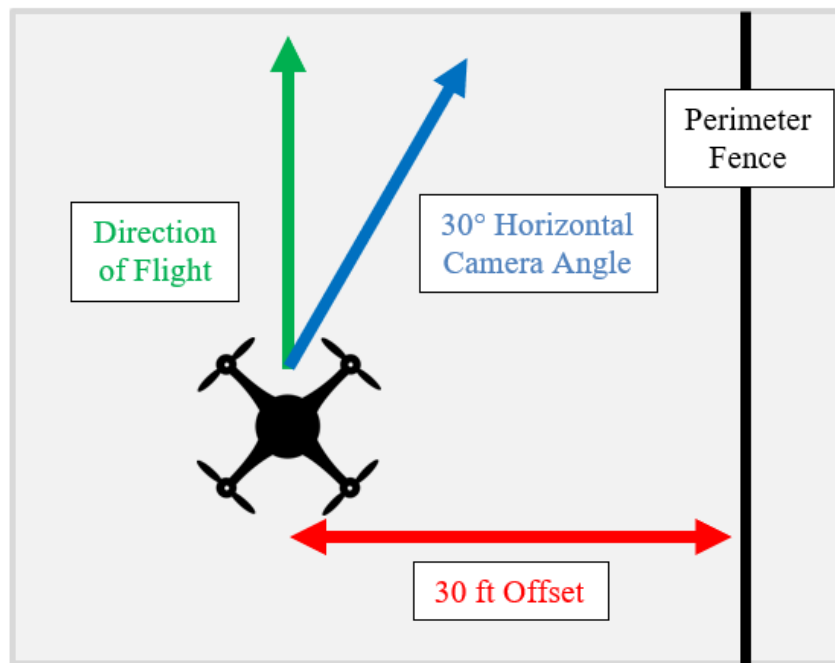 Perimeter
Fence
Direction
of Flight
30° Horizontal
Camera Angle
30 ft Offset